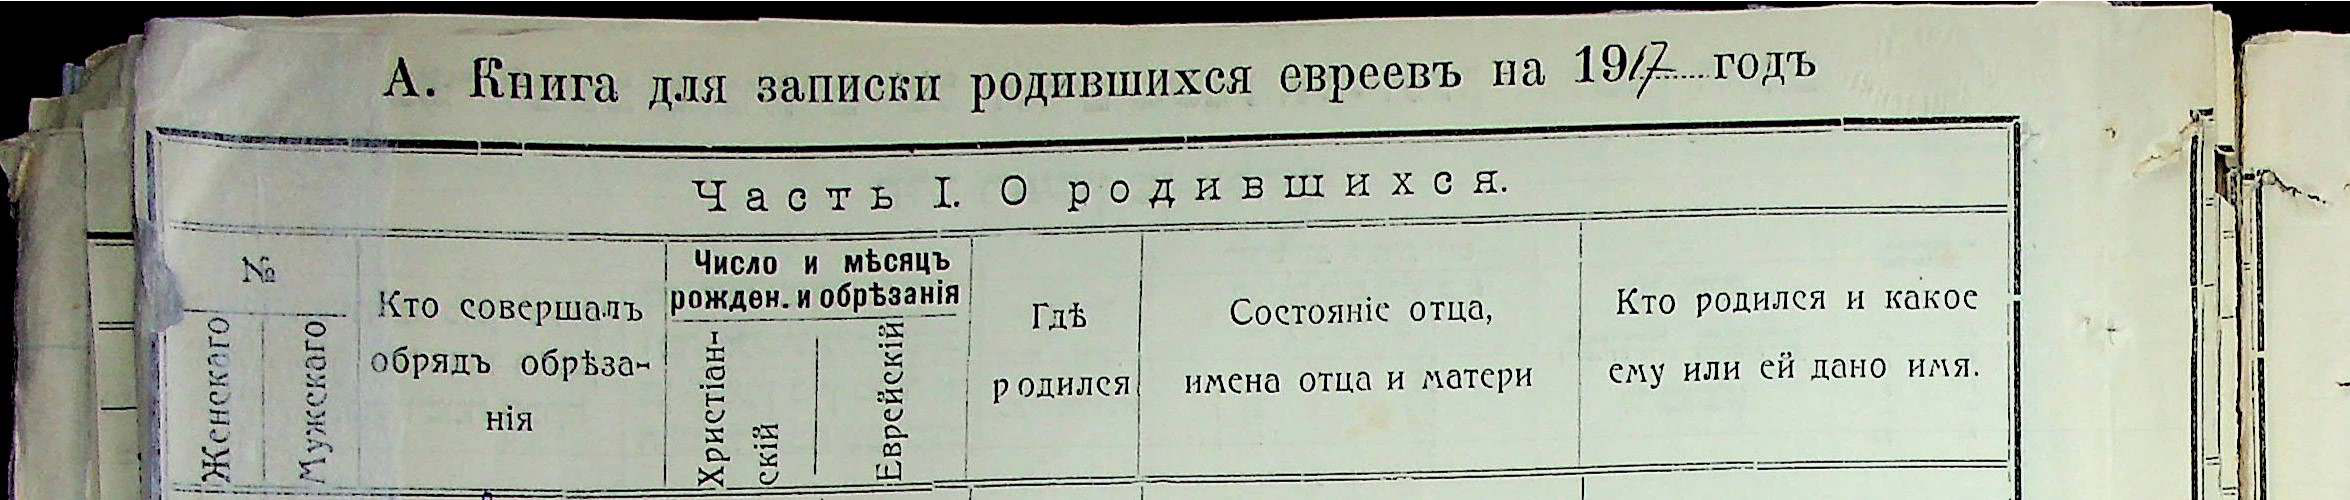 А. Книга для записки родившихся евреевъ на 1917 годъ
Часть I. О родившихся.
№
Женскаго
Мужскаго
Кто совершалъ
обрядъ обрѣза-
нія
Число и мѣсяцъ
рожден. и обрѣзанія
Христіан-
скій
Еврейскій
Гдѣ
родился
Состояніе отца,
имена отца и матери
Кто родился и какое
ему или ей дано имя.